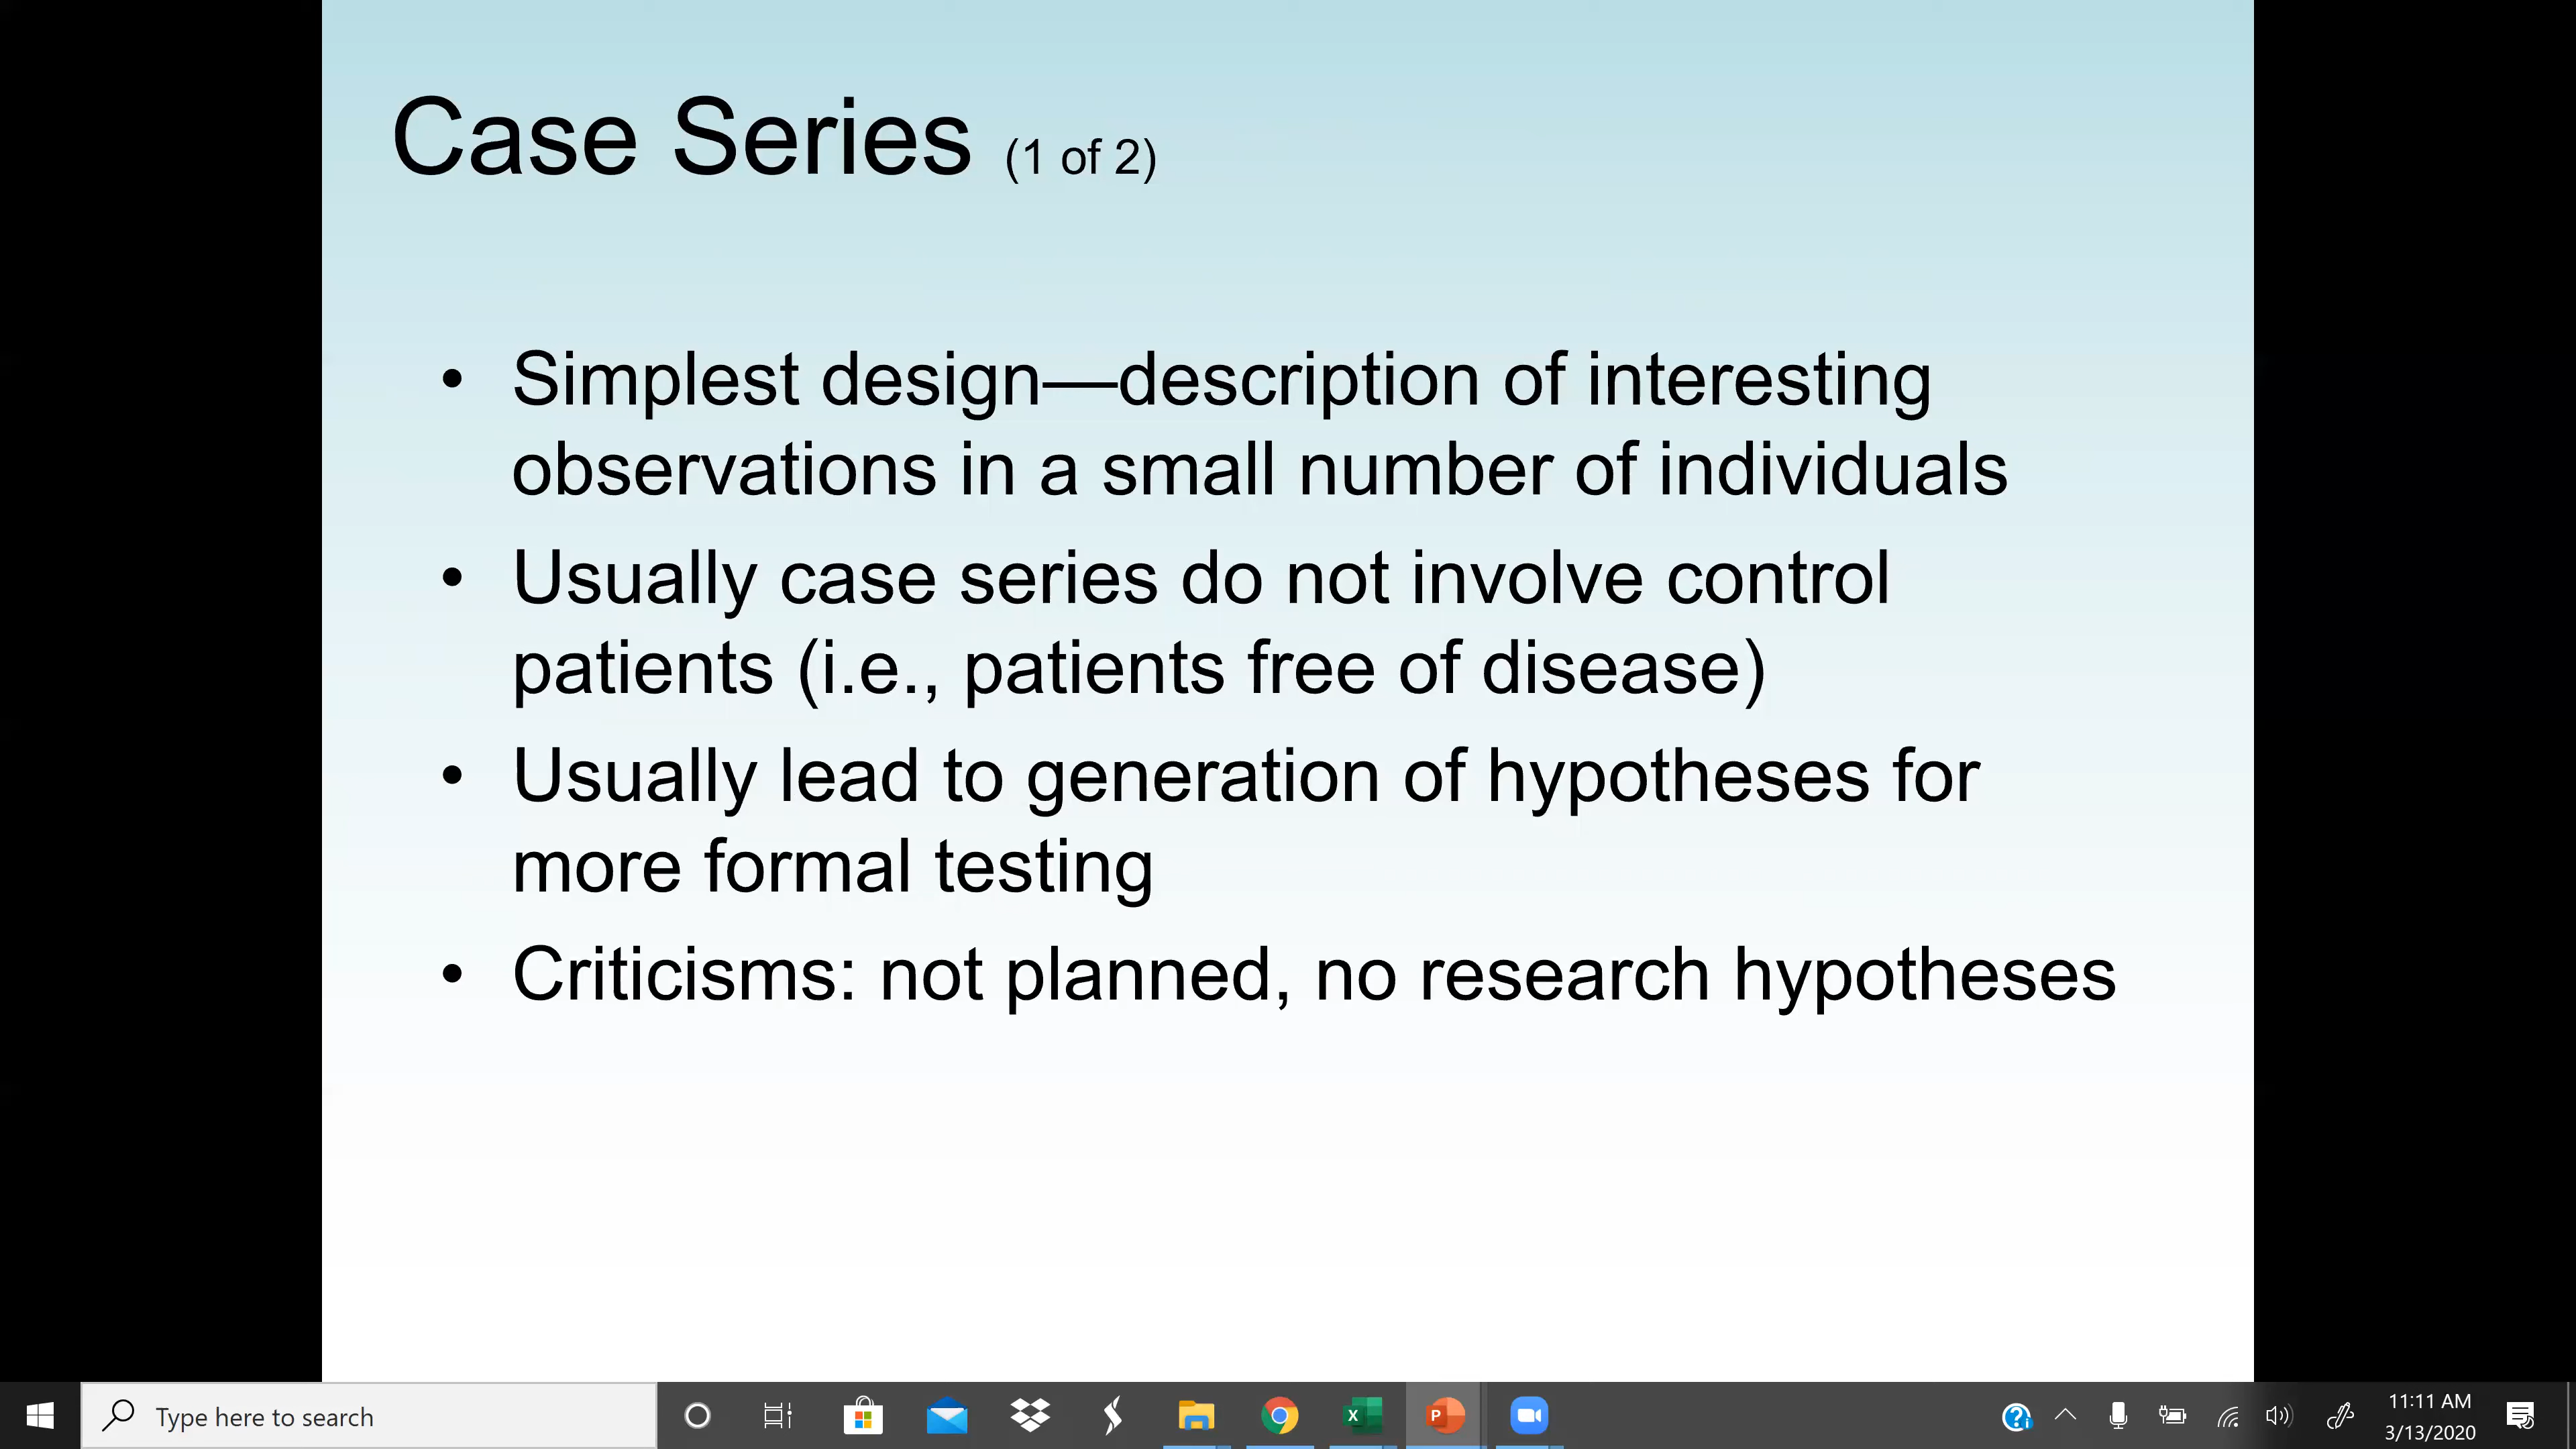 Case Series (1 of 2)
• Simplest design—description of interesting
observations in a small number of individuals
• Usually case series do not involve control
patients (i.e., patients free of disease)
• Usually lead to generation of hypotheses for
more formal testing
• Criticisms: not planned, no research hypotheses
Type here to search
11:11 AM
3/13/2020